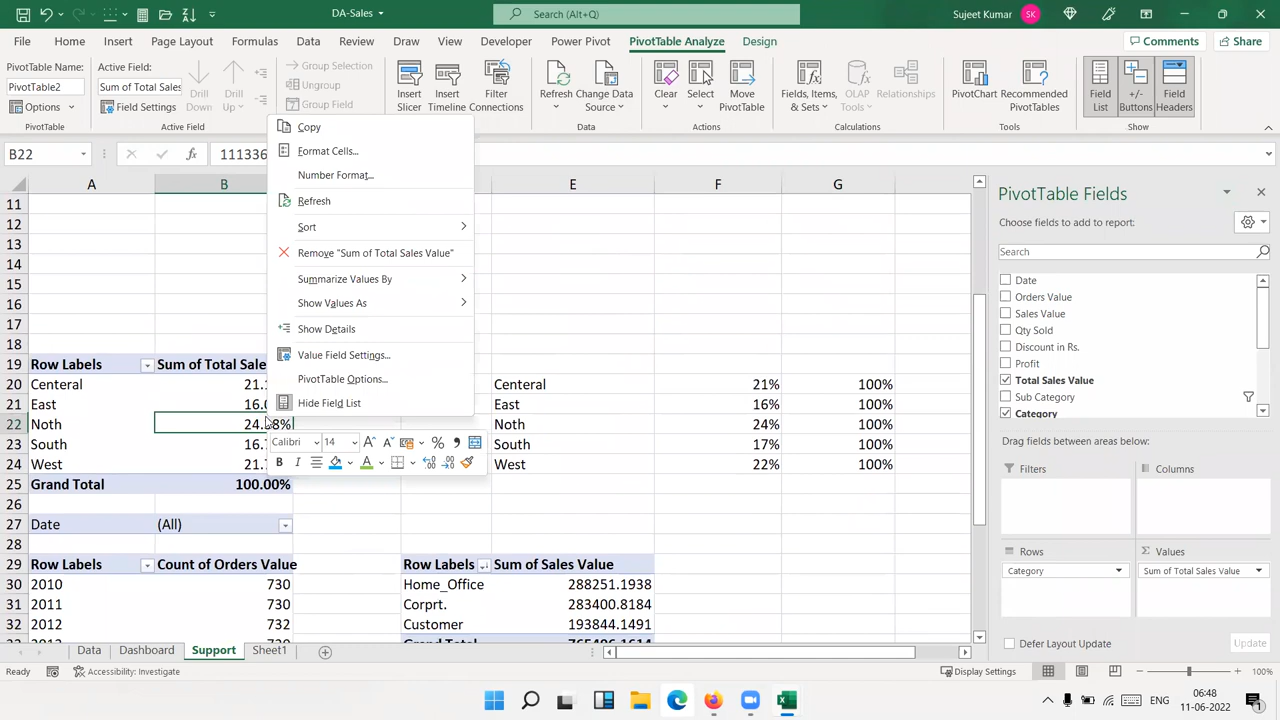 DA-Sales
Search (Alt+Q)
Sujeet Kumar
SK
File
Home
Insert
Page Layout
Formulas
Data
Review
View
Draw
Developer
Power Pivot
PivotTable Analyze
Design
Comments
Share
PivotTable Name:
PivotTable2
Options
PivotTable
Active Field:
Sum of Total Sales
Field Settings
Drill Down
Drill Up
Active Field
Group Selection
Ungroup
Group Field
Insert Slicer
Insert Timeline
Filter Connections
Refresh
Change Data Source
Data
Clear
Select
Move PivotTable
Actions
Fields, Items, & Sets
OLAP Tools
Relationships
Calculations
PivotChart
Recommended PivotTables
Tools
Field List
+/- Buttons
Field Headers
Show
B22
fx
111336
A B E F G
11
12
13
14
15
16
17
18
19 Row Labels Sum of Total Sale
20 Centeral 21. Centeral 21% 100%
21 East 16. East 16% 100%
22 Noth 24. 8% Noth 24% 100%
23 South 16. South 17% 100%
24 West 21. West 22% 100%
25 Grand Total 100.00%
26
27 Date (All)
28
29 Row Labels Count of Orders Value Row Labels Sum of Sales Value
30 2010 730 Home_Office 288251.1938
31 2011 730 Corprt. 283400.8184
32 2012 732 Customer 193844.1491
Copy
Format Cells...
Number Format...
Refresh
Sort
Remove "Sum of Total Sales Value"
Summarize Values By
Show Values As
Show Details
Value Field Settings...
PivotTable Options...
Hide Field List
Calibri 14 A A %
B I A
PivotTable Fields
Choose fields to add to report:
Search
Date
Orders Value
Sales Value
Qty Sold
Discount in Rs.
Profit
Total Sales Value
Sub Category
Category
Drag fields between areas below:
Filters
Columns
Rows
Values
Category
Sum of Total Sales Value
Defer Layout Update
Update
Data
Dashboard
Support
Sheet1
Ready
Accessibility: Investigate
Display Settings
100%
ENG
06:48
11-06-2022